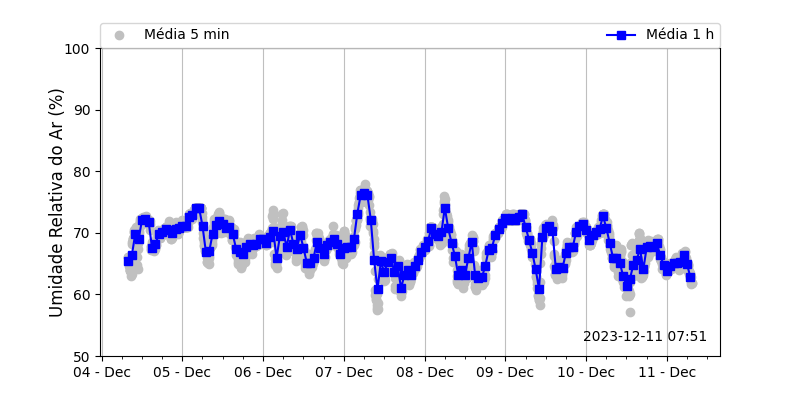 Média 5 min
Média 1 h
Umidade Relativa do Ar (%)
100
90
80
70
60
50
2023-12-11 07:51
04 - Dec
05 - Dec
06 - Dec
07 - Dec
08 - Dec
09 - Dec
10 - Dec
11 - Dec